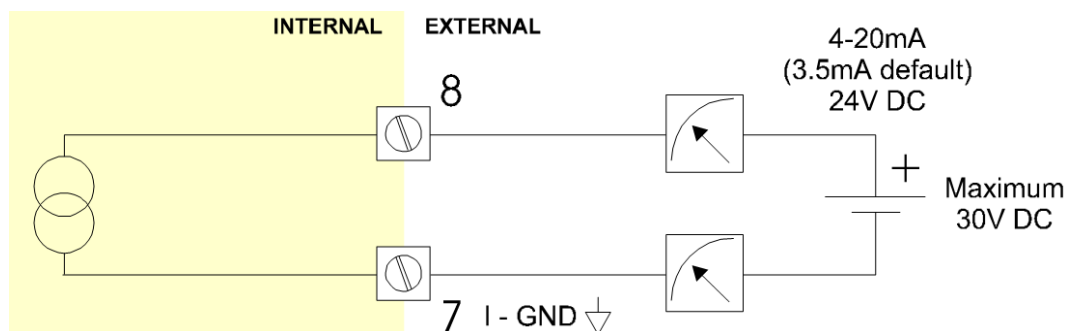 INTERNAL EXTERNAL
4-20mA
(3.5mA default)
24V DC
8
+
Maximum
30V DC
7 I - GND